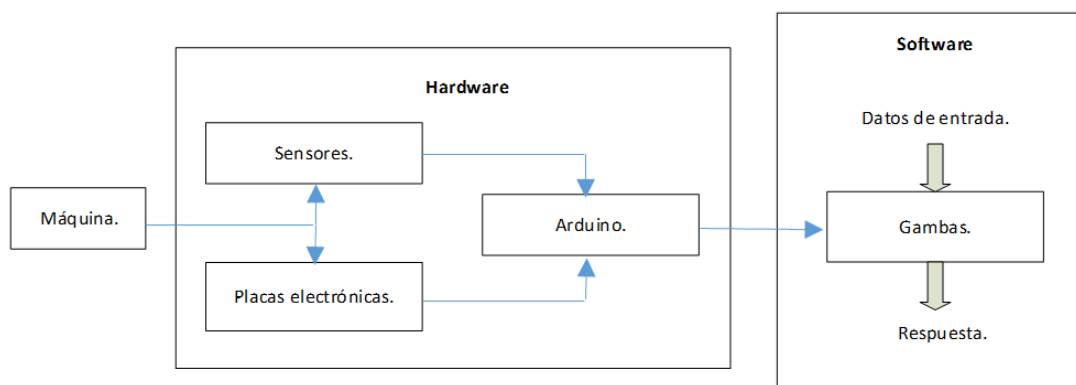 Software
Hardware
Datos de entrada.
Sensores.
Máquina.
Arduino.
Gambas.
Placas electrónicas.
Respuesta.